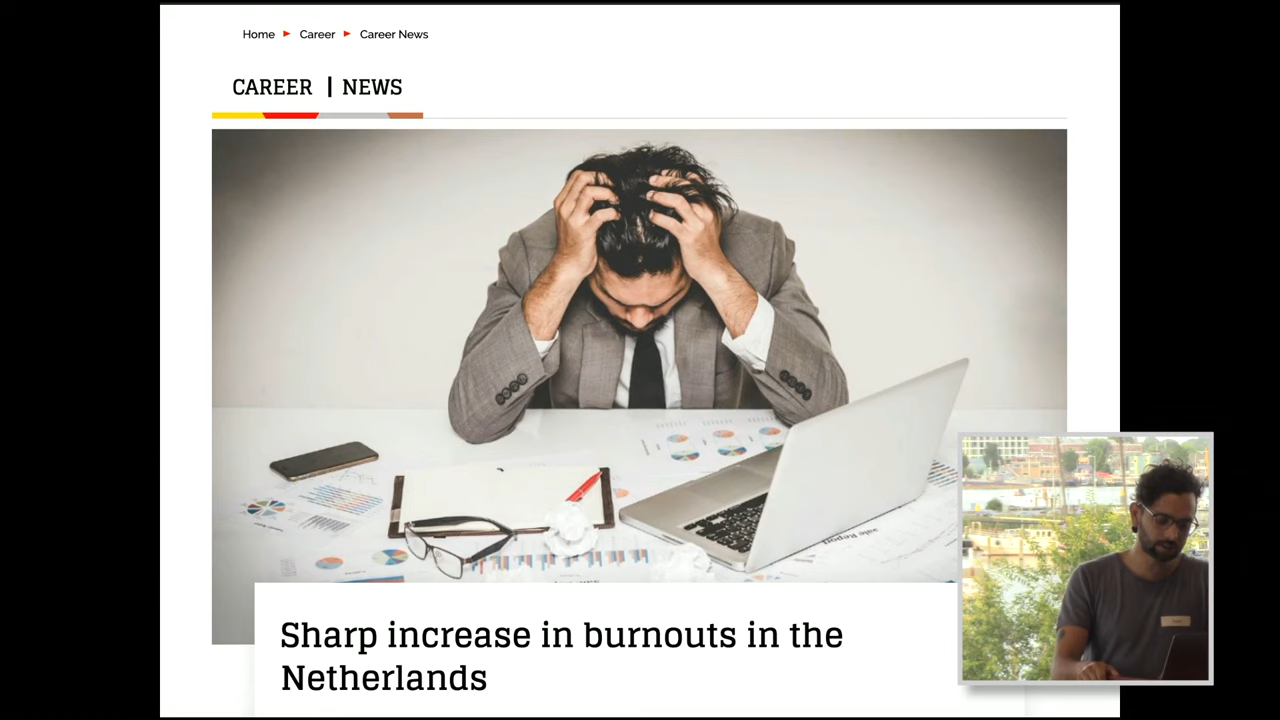 Home ► Career ► Career News
CAREER | NEWS
Sharp increase in burnouts in the
Netherlands